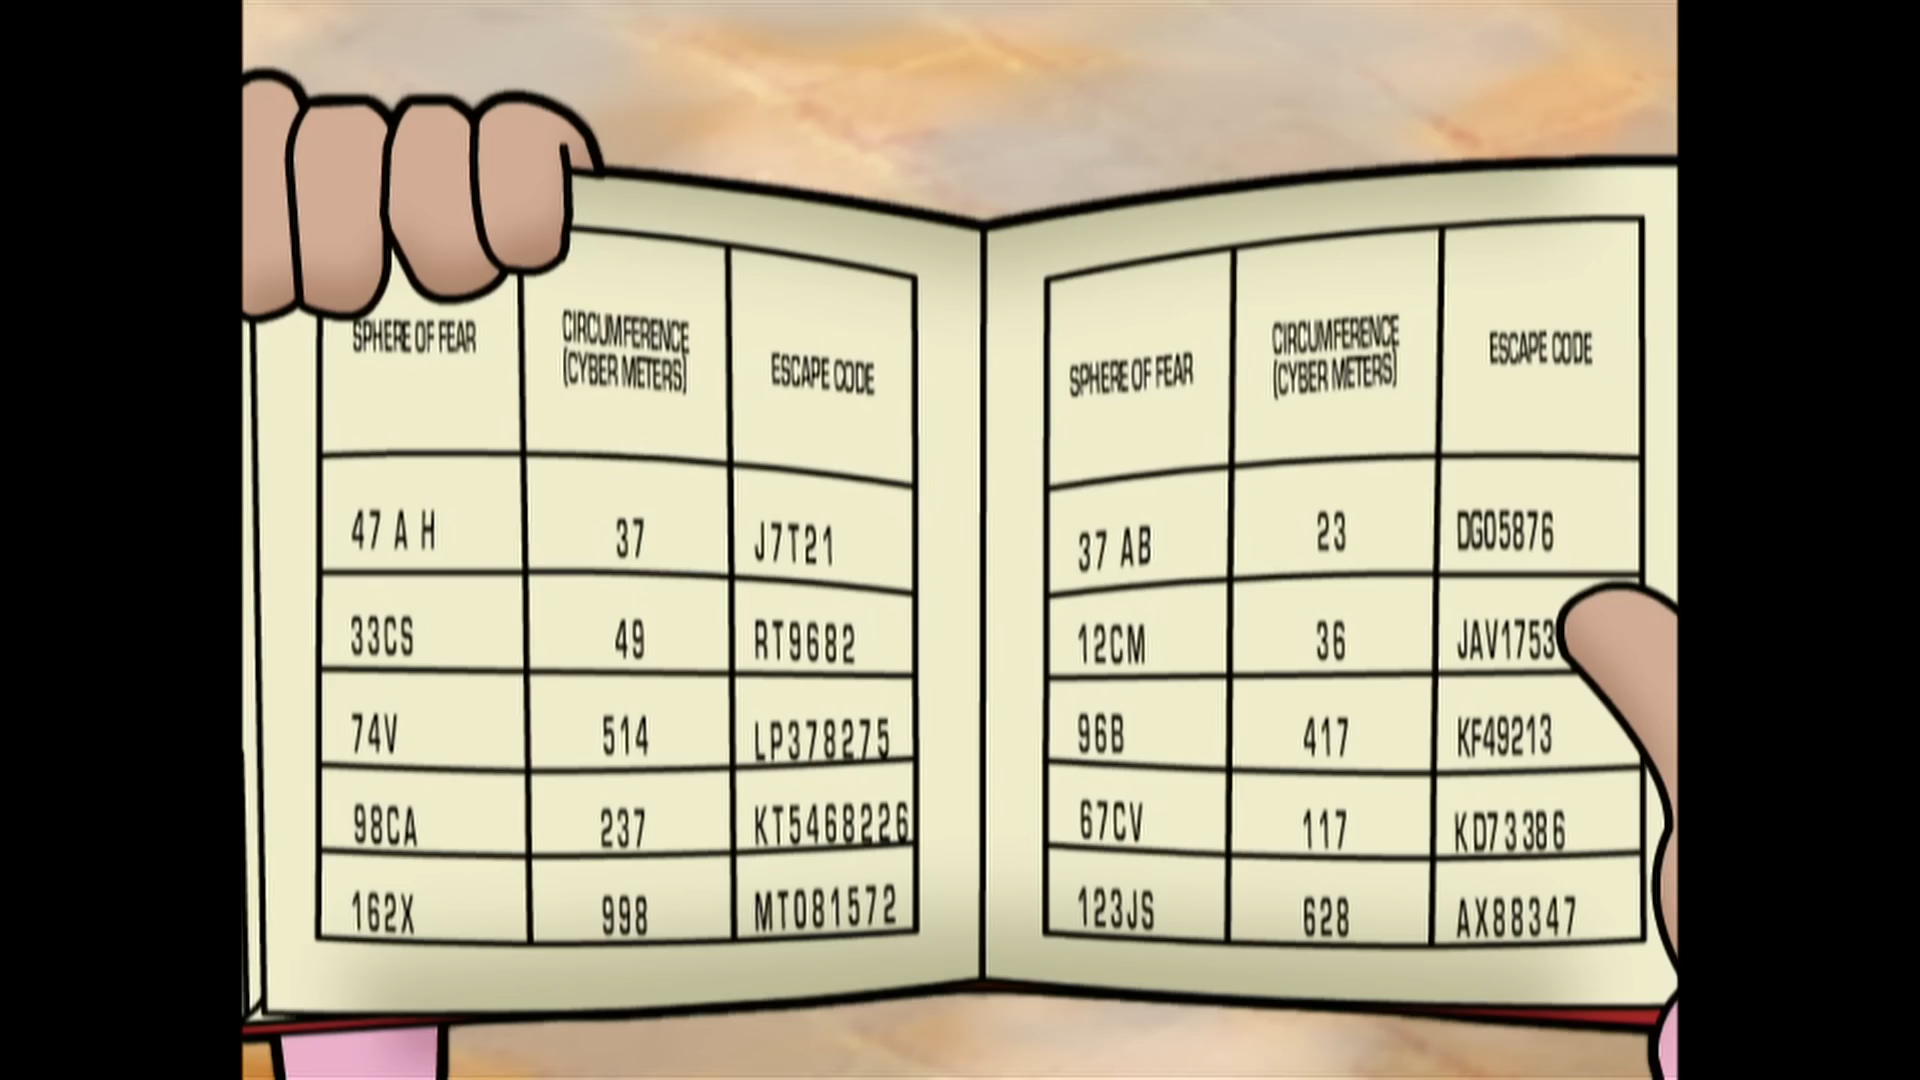 SPHERE OF FEAR
CIRCUMFERENCE
(CYBER METERS)
ESCAPE CODE
47 A H 37 J7T21
33CS 49 RT9682
74V 514 LP378275
98CA 237 KT5468226
162X 998 MT081572
SPHERE OF FEAR
CIRCUMFERENCE
(CYBER METERS)
ESCAPE CODE
37 AB 23 DG05876
12CM 36 JAV1753
96B 417 KF49213
67CV 117 KD73386
123JS 628 AX88347